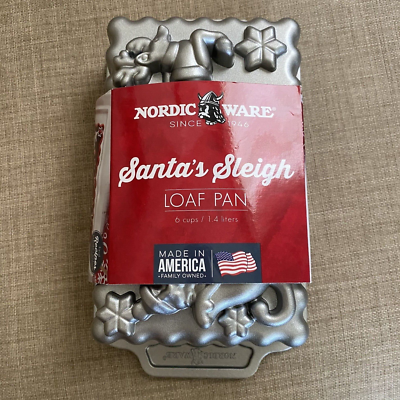 NORDIC WARE®
SINCE 1946
Santa's Sleigh
LOAF PAN
6 cups / 1.4 liters
MADE IN
AMERICA
•FAMILY OWNED•